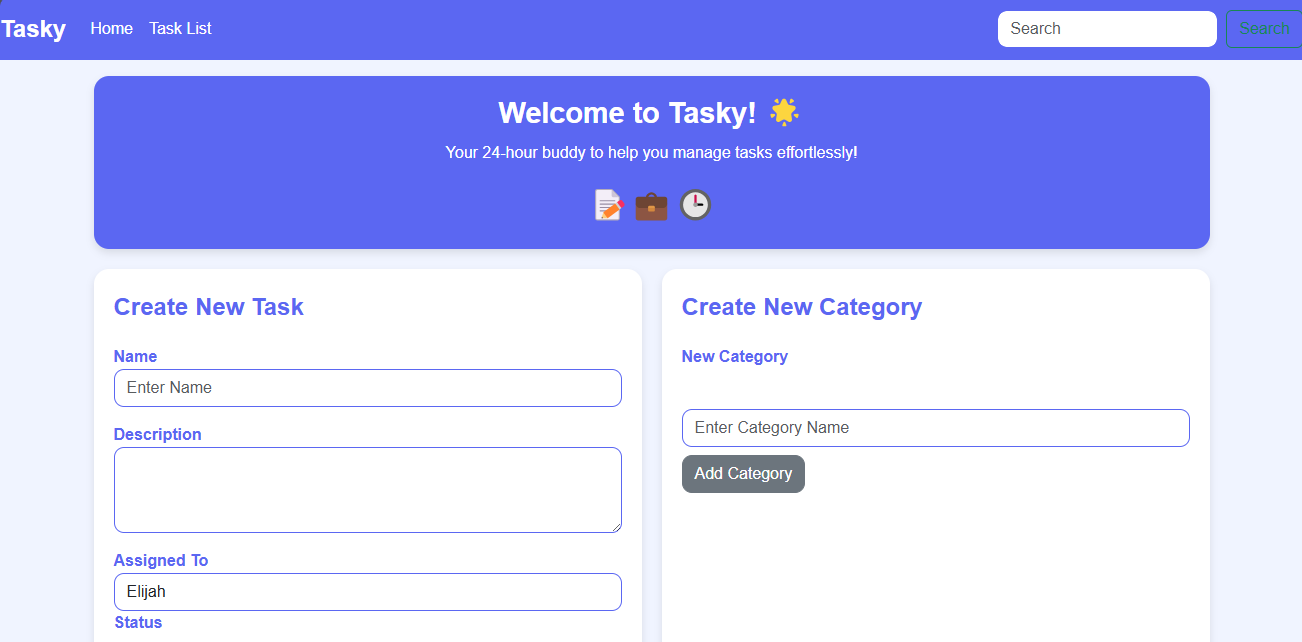 Tasky Home Task List Search Search
Welcome to Tasky!
Your 24-hour buddy to help you manage tasks effortlessly!
Create New Task
Name
Enter Name
Description
Assigned To
Elijah
Status
Create New Category
New Category
Enter Category Name
Add Category